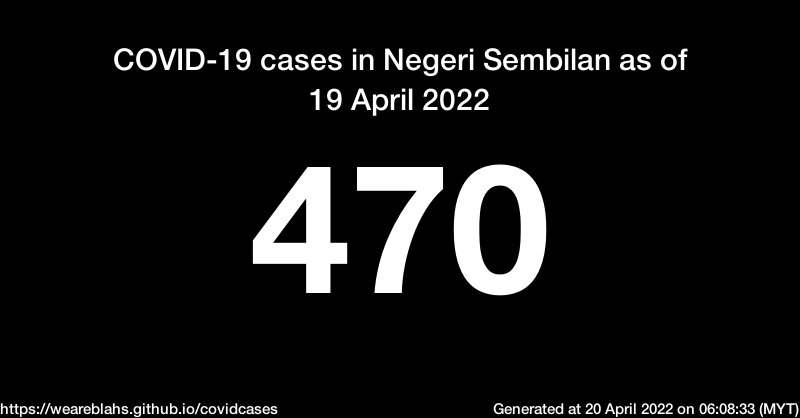 COVID-19 cases in Negeri Sembilan as of
19 April 2022
470
https://weareblahs.github.io/covidcases
Generated at 20 April 2022 on 06:08:33 (MYT)